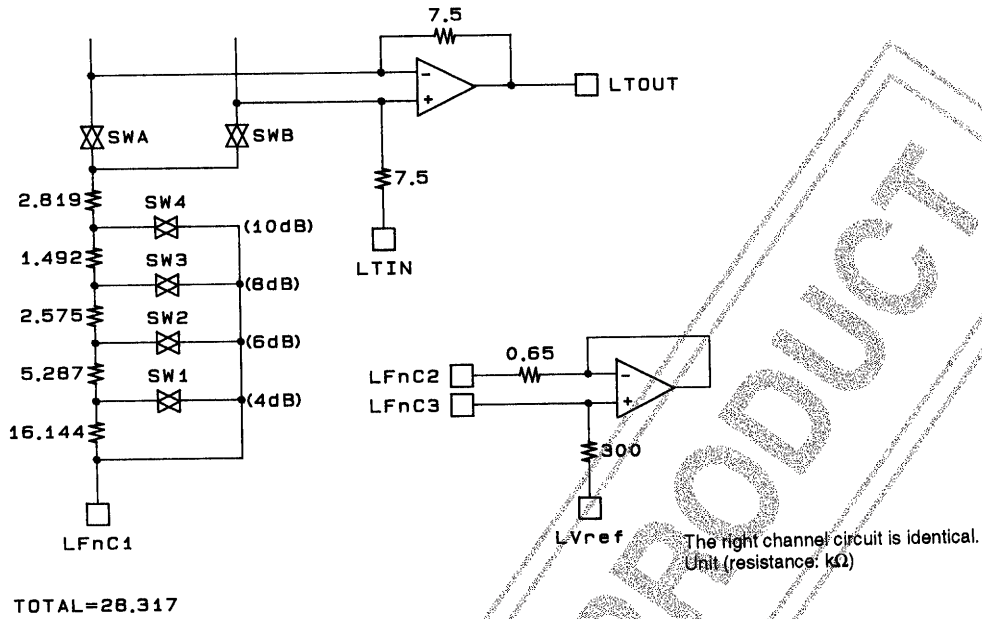 7.5
LTOUT
SWA
SWB
7.5
2.819
SW4
(10dB)
LTIN
1.492
SW3
(8dB)
2.575
SW2
(6dB)
0.65
LFnC2
5.287
SW1
LFnC3
(4dB)
16.144
300
LFnC1
LVref
The right channel circuit is identical.
Unit (resistance: kΩ)
TOTAL=28.317
PRODUCT